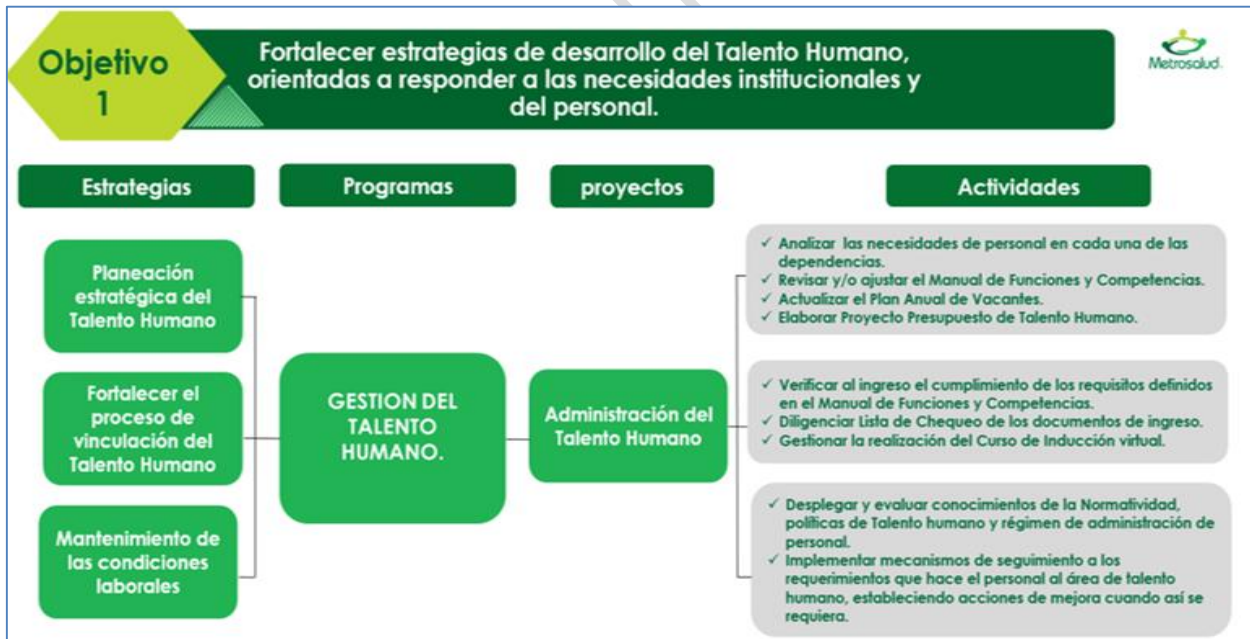 Objetivo
1
Fortalecer estrategias de desarrollo del Talento Humano,
orientadas a responder a las necesidades institucionales y
del personal.
Metrosalud
Estrategias
Programas
proyectos
Actividades
Planeación
estratégica del
Talento Humano
Fortalecer el
proceso de
vinculación del
Talento Humano
Mantenimiento de
las condiciones
laborales
GESTION DEL
TALENTO
HUMANO.
Administración del
Talento Humano
✓ Analizar las necesidades de personal en cada una de las
dependencias.
✓ Revisar y/o ajustar el Manual de Funciones y Competencias.
✓ Actualizar el Plan Anual de Vacantes.
✓ Elaborar Proyecto Presupuesto de Talento Humano.
✓ Verificar al ingreso el cumplimiento de los requisitos definidos
en el Manual de Funciones y Competencias.
✓ Diligenciar Lista de Chequeo de los documentos de ingreso.
✓ Gestionar la realización del Curso de Inducción virtual.
✓ Desplegar y evaluar conocimientos de la Normatividad,
políticas de Talento humano y régimen de administración de
personal.
✓ Implementar mecanismos de seguimiento a los
requerimientos que hace el personal al área de talento
humano, estableciendo acciones de mejora cuando así se
requiera.